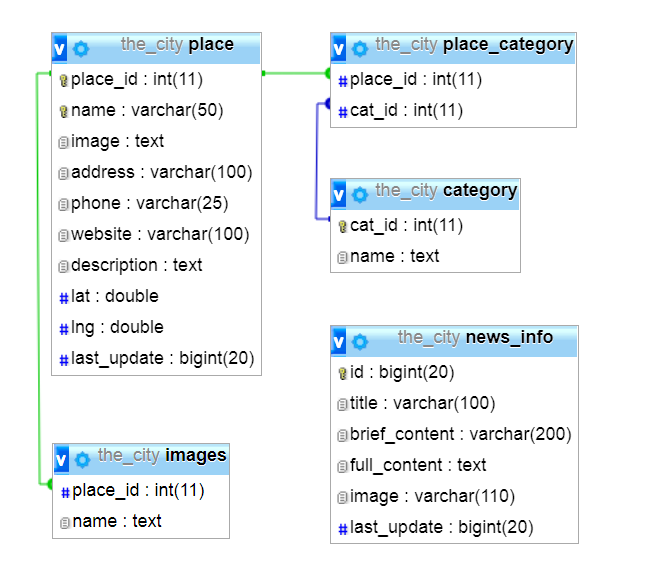 v the_city place
place_id : int(11)
name : varchar(50)
image : text
address : varchar(100)
phone : varchar(25)
website : varchar(100)
description : text
# lat : double
# lng : double
# last_update : bigint(20)
v the_city place_category
# place_id : int(11)
# cat_id : int(11)
v the_city category
cat_id : int(11)
name : text
v the_city news_info
id : bigint(20)
title : varchar(100)
brief_content : varchar(200)
full_content : text
image : varchar(110)
# last_update : bigint(20)
v the_city images
# place_id : int(11)
name : text